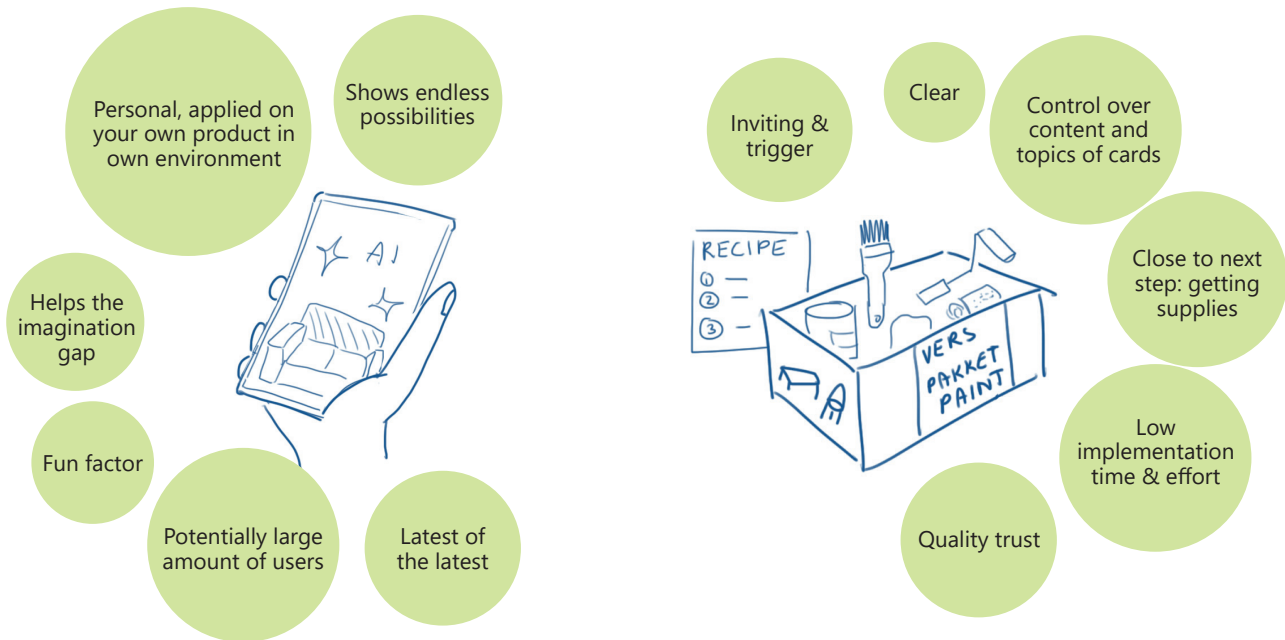 Personal, applied on
your own product in
own environment
Shows endless
possibilities
AI
Helps the
imagination
gap
Fun factor
Potentially large
amount of users
Latest of
the latest
Inviting &
trigger
Clear
Control over
content and
topics of cards
Close to next
step: getting
supplies
RECIPE
1
2
3
VERS
PAKKET
PAINT
Low
implementation
time & effort
Quality trust